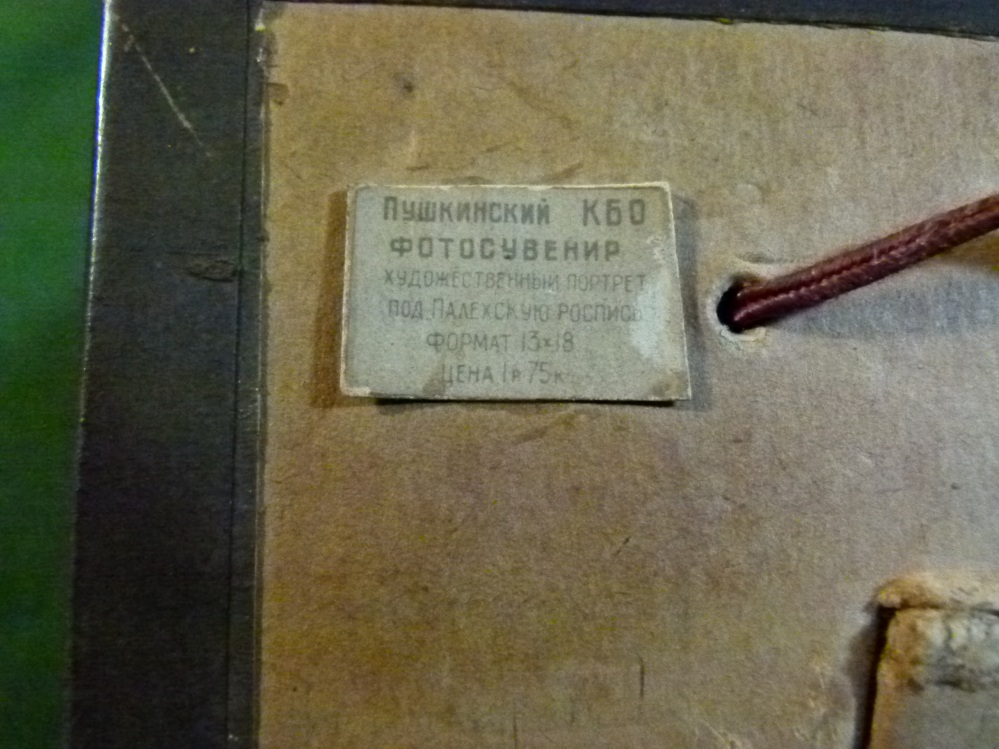 ПУШКИНСКИЙ КБО
ФОТОСУВЕНИР
ХУДОЖЕСТВЕННЫЙ ПОРТРЕТ
ПОД ПАЛЕХСКУЮ РОСПИСЬ
ФОРМАТ 13×18
ЦЕНА 1Р 75К